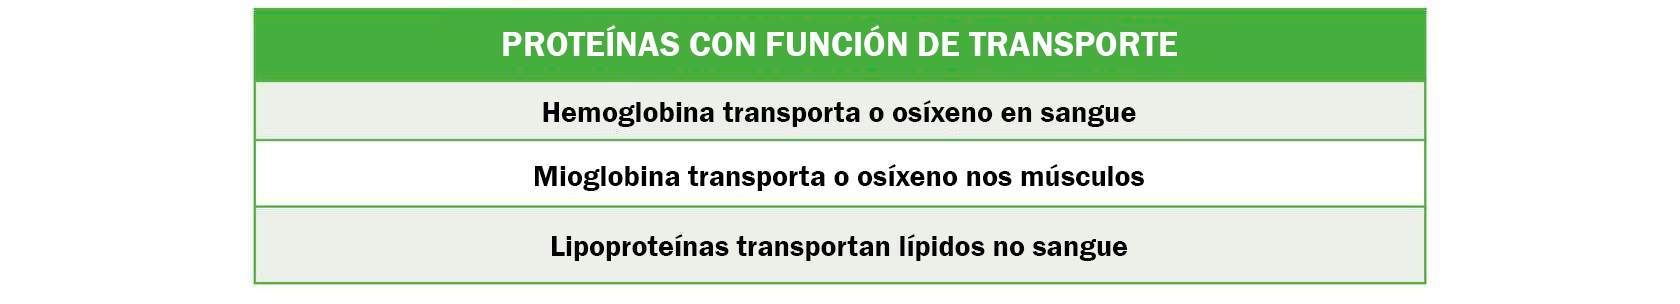 PROTEÍNAS CON FUNCIÓN DE TRANSPORTE
Hemoglobina transporta o osíxeno en sangue
Mioglobina transporta o osíxeno nos músculos
Lipoproteínas transportan lípidos no sangue